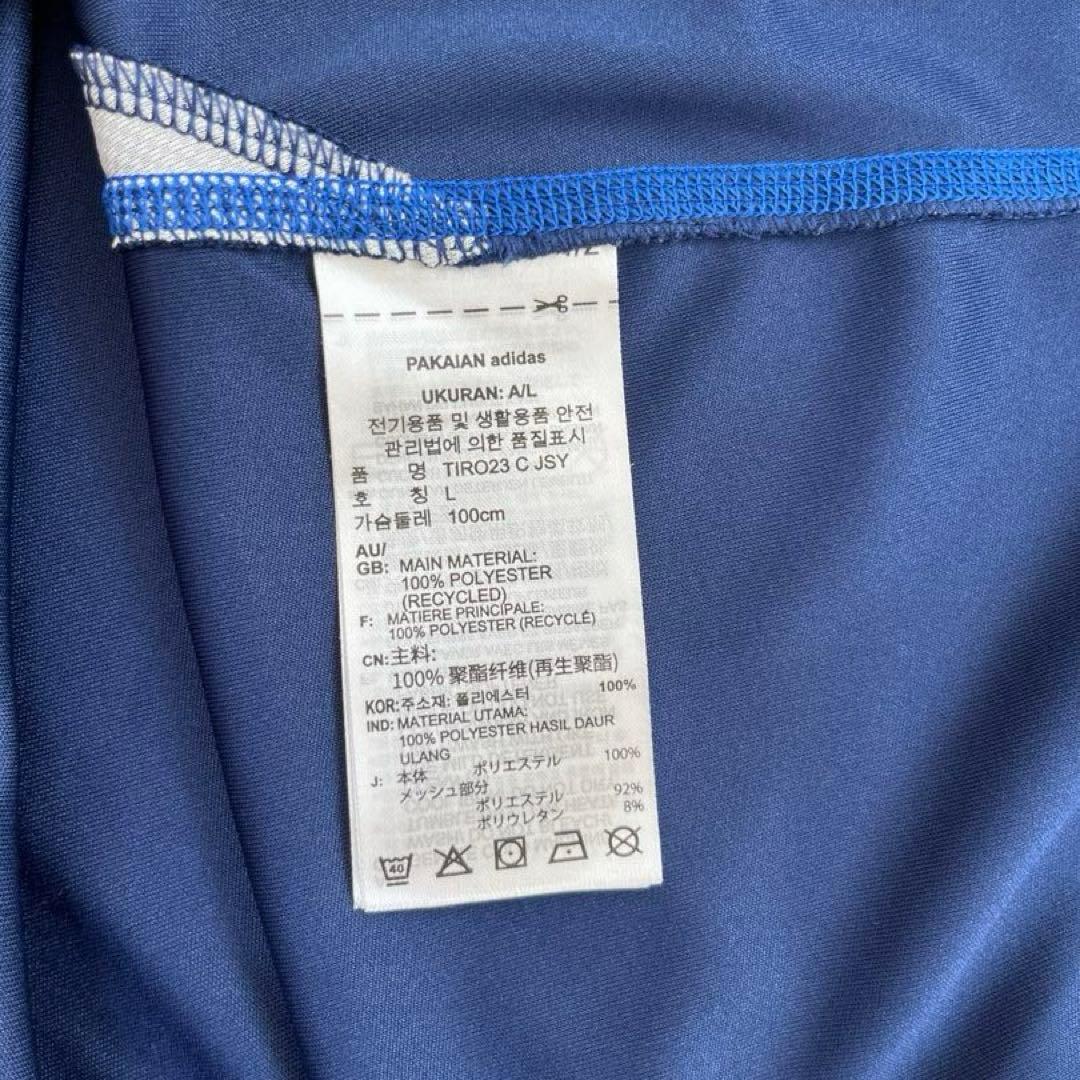 PAKAIAN adidas
UKURAN: A/L
전기용품 및 생활용품 안전
관리법에 의한 품질표시
품 명 TIRO23 C JSY
호 칭 L
가슴둘레 100cm
AU/
GB: MAIN MATERIAL:
100% POLYESTER
(RECYCLED)
F: MATIERE PRINCIPALE:
100% POLYESTER (RECYCLÉ)
CN: 主料:
100% 聚酯纤维(再生聚酯)
KOR: 주소재: 폴리에스터 100%
IND: MATERIAL UTAMA:
100% POLYESTER HASIL DAUR
ULANG
J: 本体 ポリエステル 100%
メッシュ部分
ポリエステル 92%
ポリウレタン 8%
40